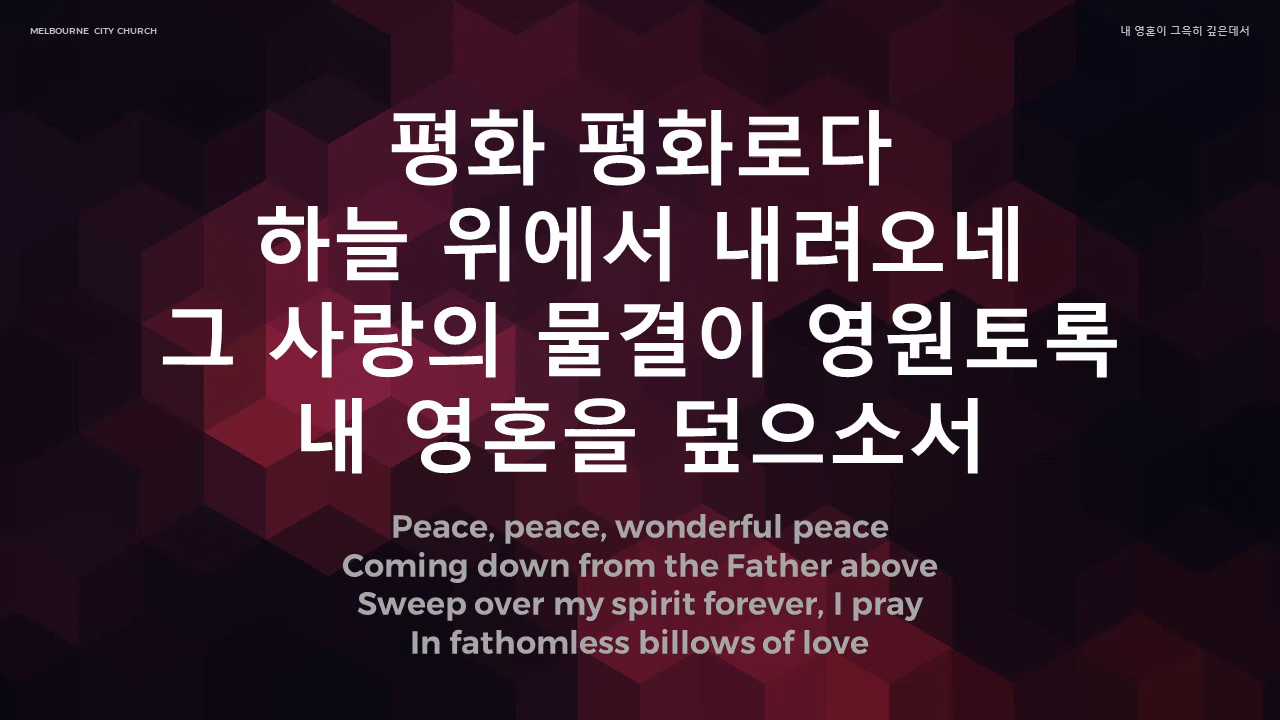 MELBOURNE CITY CHURCH
내 영혼이 그윽히 깊은데서
평화 평화로다
하늘 위에서 내려오네
그 사랑의 물결이 영원토록
내 영혼을 덮으소서
Peace, peace, wonderful peace
Coming down from the Father above
Sweep over my spirit forever, I pray
In fathomless billows of love